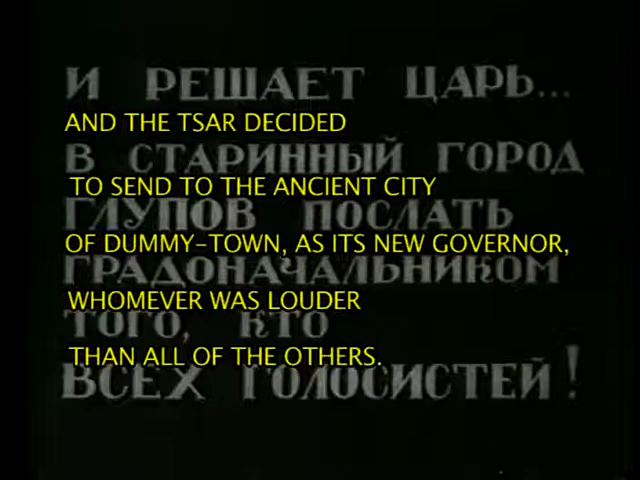 И РЕШАЕТ ЦАРЬ...
AND THE TSAR DECIDED
В СТАРИННЫЙ ГОРОД
TO SEND TO THE ANCIENT CITY
ГЛУПОВ ПОСЛАТЬ
OF DUMMY-TOWN, AS ITS NEW GOVERNOR,
ГРАДОНАЧАЛЬНИКОМ
WHOMEVER WAS LOUDER
ТОГО, КТО
THAN ALL OF THE OTHERS.
ВСЕХ ГОЛОСИСТЕЙ!